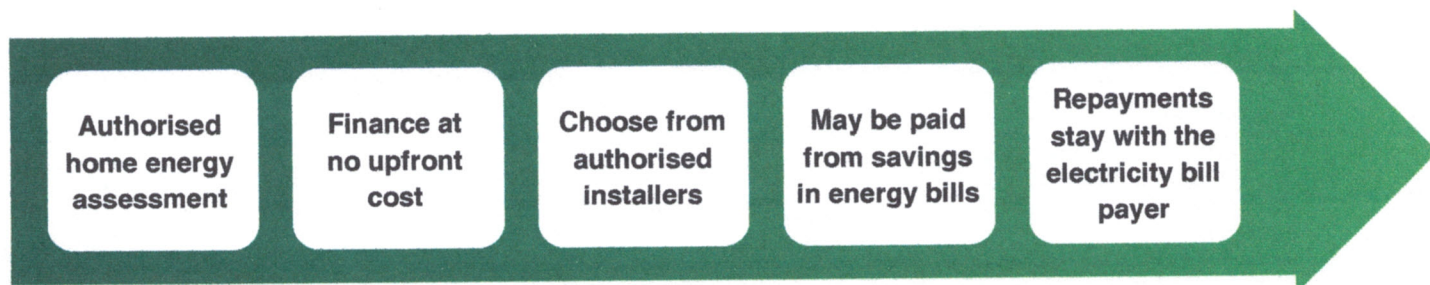 Authorised
home energy
assessment
Finance at
no upfront
cost
Choose from
authorised
installers
May be paid
from savings
in energy bills
Repayments
stay with the
electricity bill
payer